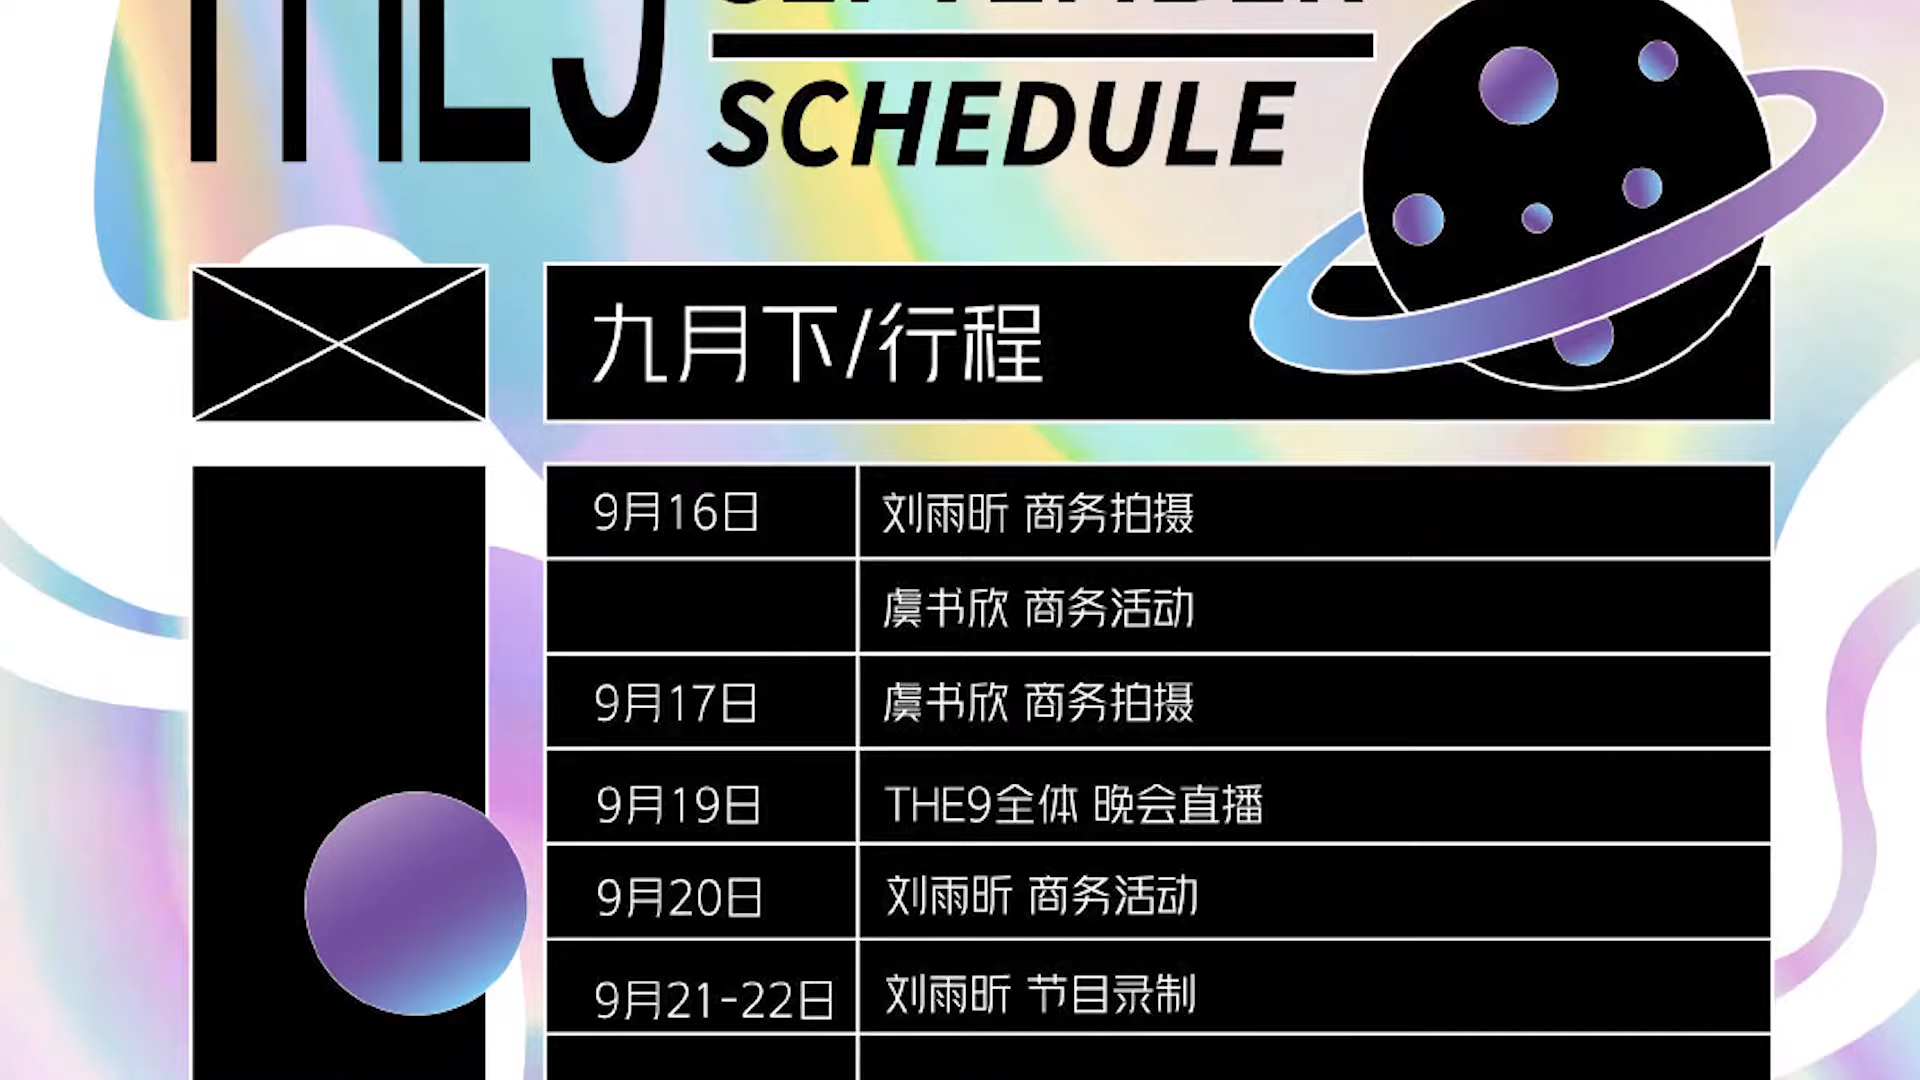 THE9
SEPTEMBER
SCHEDULE
九月下/行程
9月16日 刘雨昕 商务拍摄
虞书欣 商务活动
9月17日 虞书欣 商务拍摄
9月19日 THE9全体 晚会直播
9月20日 刘雨昕 商务活动
9月21-22日 刘雨昕 节目录制